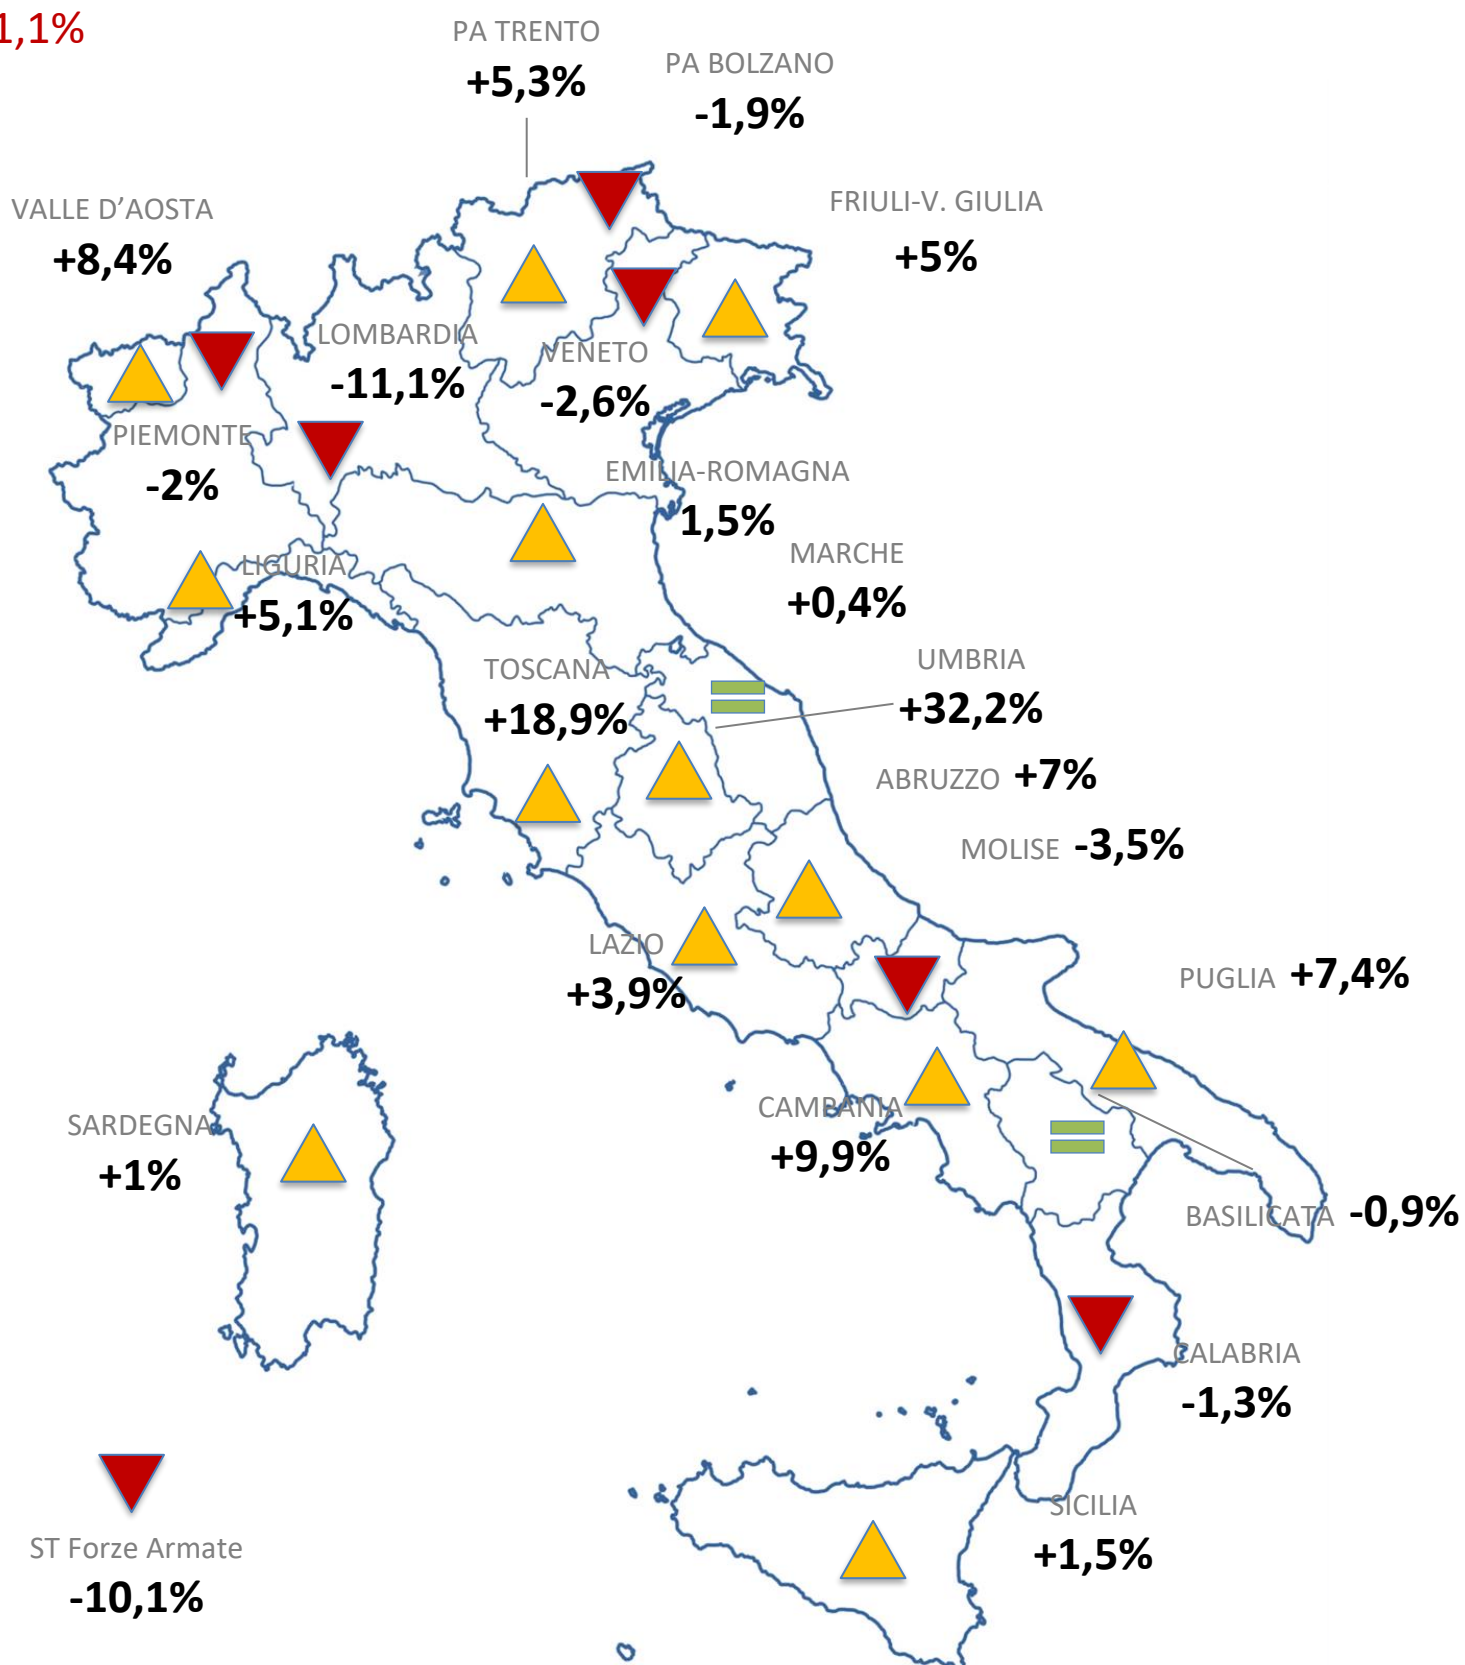 1,1%
PA TRENTO
+5,3%
PA BOLZANO
-1,9%
VALLE D’AOSTA
+8,4%
FRIULI-V. GIULIA
+5%
LOMBARDIA
-11,1%
VENETO
-2,6%
PIEMONTE
-2%
EMILIA-ROMAGNA
1,5%
LIGURIA
+5,1%
MARCHE
+0,4%
TOSCANA
+18,9%
UMBRIA
+32,2%
ABRUZZO +7%
MOLISE -3,5%
LAZIO
+3,9%
PUGLIA +7,4%
CAMPANIA
+9,9%
SARDEGNA
+1%
BASILICATA -0,9%
CALABRIA
-1,3%
SICILIA
+1,5%
ST Forze Armate
-10,1%